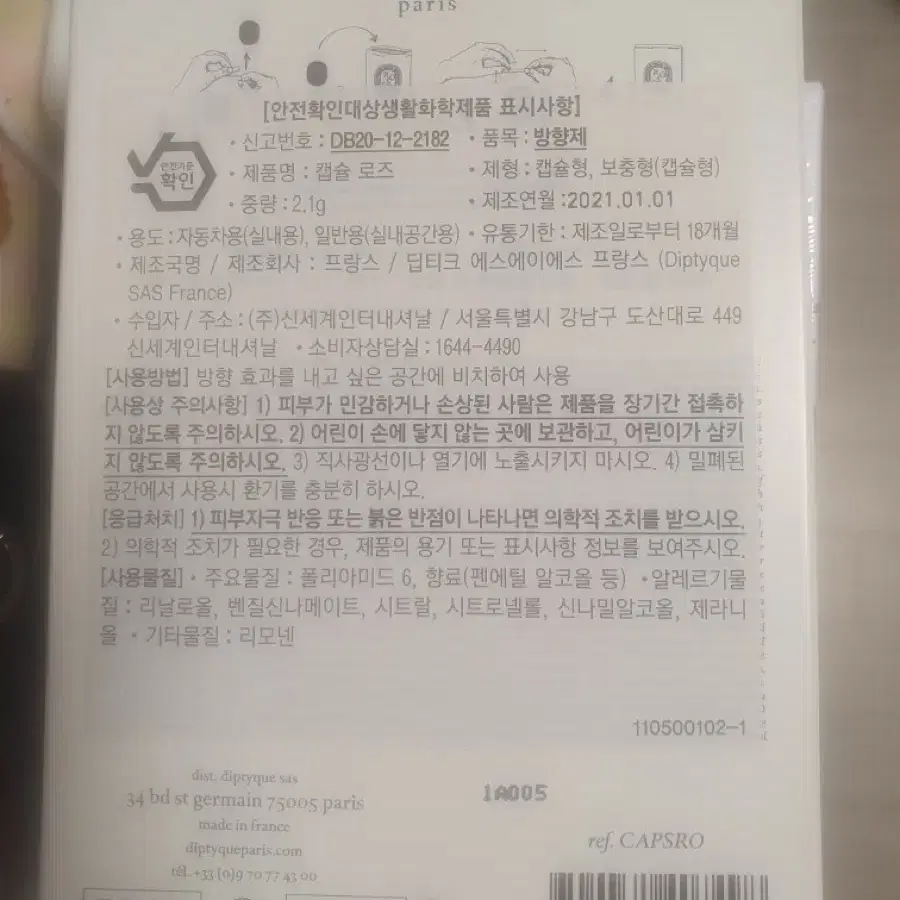 paris
[안전확인대상생활화학제품 표시사항]
안전기준
확인
• 신고번호 : DB20-12-2182 • 품목 : 방향제
• 제품명 : 캡슐 로즈 • 제형 : 캡슐형, 보충형(캡슐형)
• 중량 : 2.1g • 제조연월 :2021.01.01
• 용도 : 자동차용(실내용), 일반용(실내공간용) • 유통기한 : 제조일로부터 18개월
• 제조국명 / 제조회사 : 프랑스 / 딥티크 에스에이에스 프랑스 (Diptyque
SAS France)
• 수입자 / 주소 : (주)신세계인터내셔날 / 서울특별시 강남구 도산대로 449
신세계인터내셔날 • 소비자상담실 : 1644-4490
[사용방법] 방향 효과를 내고 싶은 공간에 비치하여 사용
[사용상 주의사항] 1) 피부가 민감하거나 손상된 사람은 제품을 장기간 접촉하
지 않도록 주의하시오. 2) 어린이 손에 닿지 않는 곳에 보관하고, 어린이가 삼키
지 않도록 주의하시오. 3) 직사광선이나 열기에 노출시키지 마시오. 4) 밀폐된
공간에서 사용시 환기를 충분히 하시오.
[응급처치] 1) 피부자극 반응 또는 붉은 반점이 나타나면 의학적 조치를 받으시오.
2) 의학적 조치가 필요한 경우, 제품의 용기 또는 표시사항 정보를 보여주시오.
[사용물질] • 주요물질 : 폴리아미드 6, 향료(펜에틸 알코올 등) • 알레르기물
질 : 리날로올, 벤질신나메이트, 시트랄, 시트로넬롤, 신나밀알코올, 제라니
올 • 기타물질 : 리모넨
110500102-1
dist. diptyque sas
34 bd st germain 75005 paris
made in france
diptyqueparis.com
tél. +33 (0)9 70 77 43 00
1A005
ref. CAPSRO